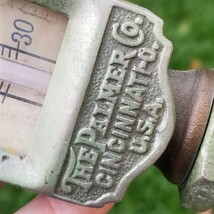 30
THE PALMER CO.
CINCINNATI-O.
U.S.A.